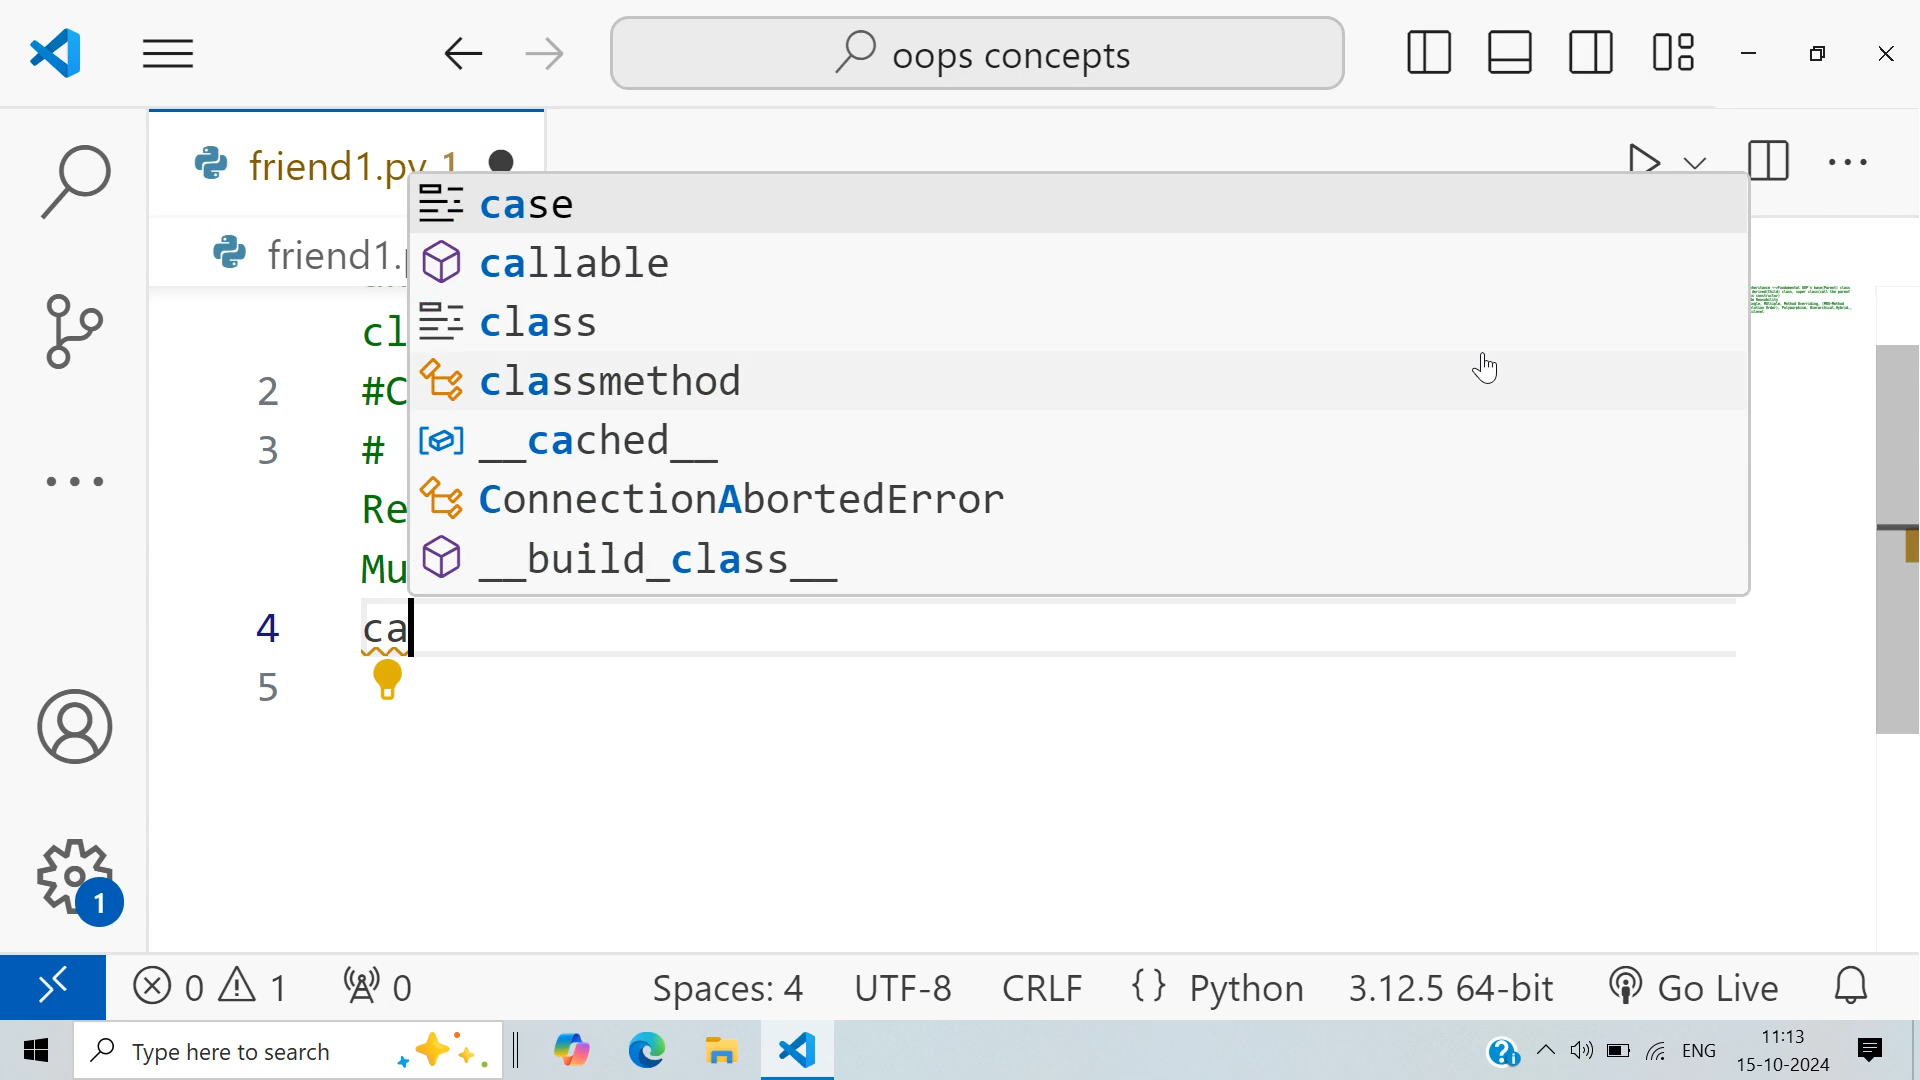 oops concepts
friend1.py 1
friend1.p
case
callable
class
classmethod
__cached__
ConnectionAbortedError
__build_class__
cl
2 #C
3 #
Re
Mu
4 ca
5
1
0 1 0 Spaces: 4 UTF-8 CRLF {} Python 3.12.5 64-bit Go Live
Type here to search
ENG
11:13
15-10-2024